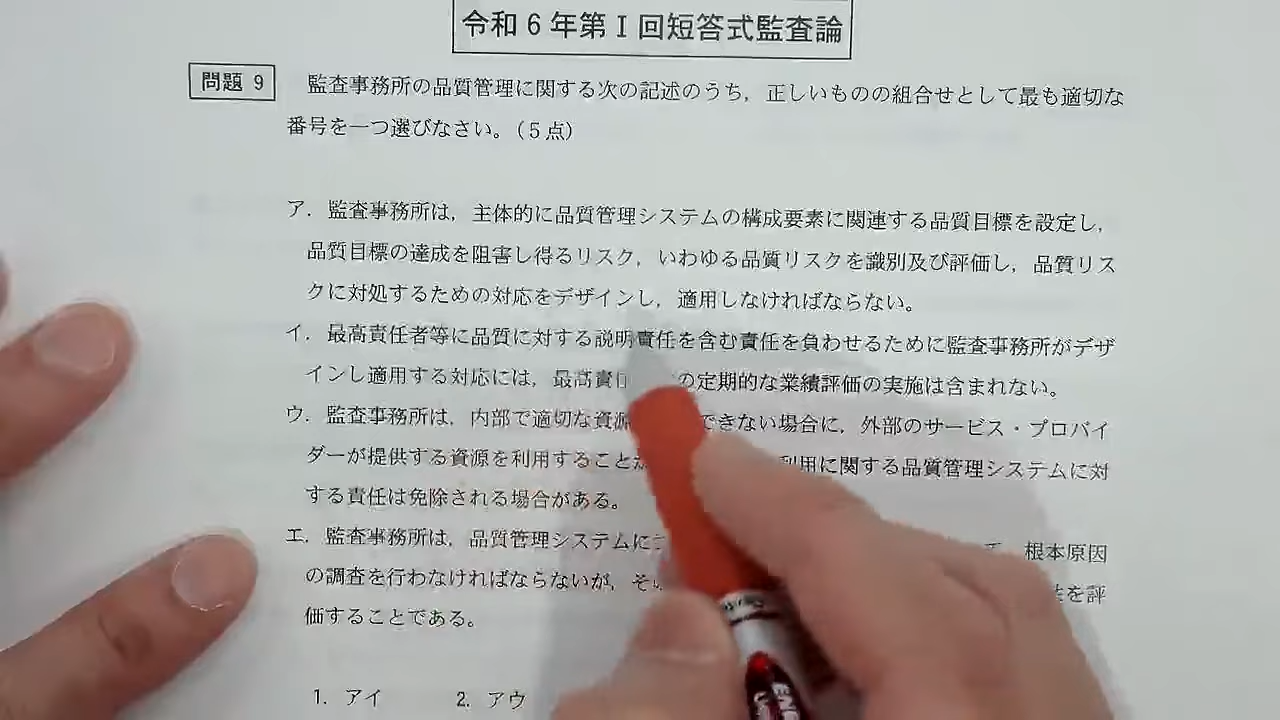 令和6年第Ⅰ回短答式監査論
問題 9 監査事務所の品質管理に関する次の記述のうち，正しいものの組合せとして最も適切な
番号を一つ選びなさい。（5点）
ア．監査事務所は，主体的に品質管理システムの構成要素に関連する品質目標を設定し，
品質目標の達成を阻害し得るリスク，いわゆる品質リスクを識別及び評価し，品質リス
クに対処するための対応をデザインし，適用しなければならない。
イ．最高責任者等に品質に対する説明責任を含む責任を負わせるために監査事務所がデザ
インし適用する対応には，最高責 の定期的な業績評価の実施は含まれない。
ウ．監査事務所は，内部で適切な資源 できない場合に，外部のサービス・プロバイ
ダーが提供する資源を利用することが 利用に関する品質管理システムに対
する責任は免除される場合がある。
エ．監査事務所は，品質管理システムに 根本原因
の調査を行わなければならないが，そ を評
価することである。
1. アイ 2. アウ